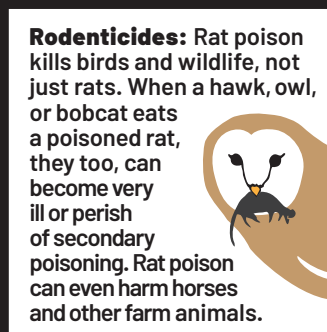 Rodenticides: Rat poison
kills birds and wildlife, not
just rats. When a hawk, owl,
or bobcat eats
a poisoned rat,
they too, can
become very
ill or perish
of secondary
poisoning. Rat poison
can even harm horses
and other farm animals.